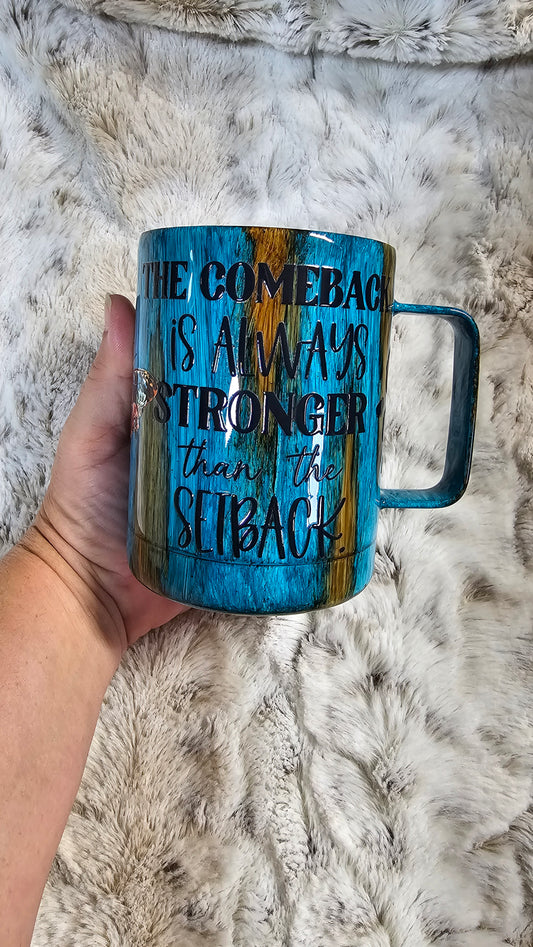 THE COMEBACK
iS ALWAYS
STRONGER
than the
SETBACK.